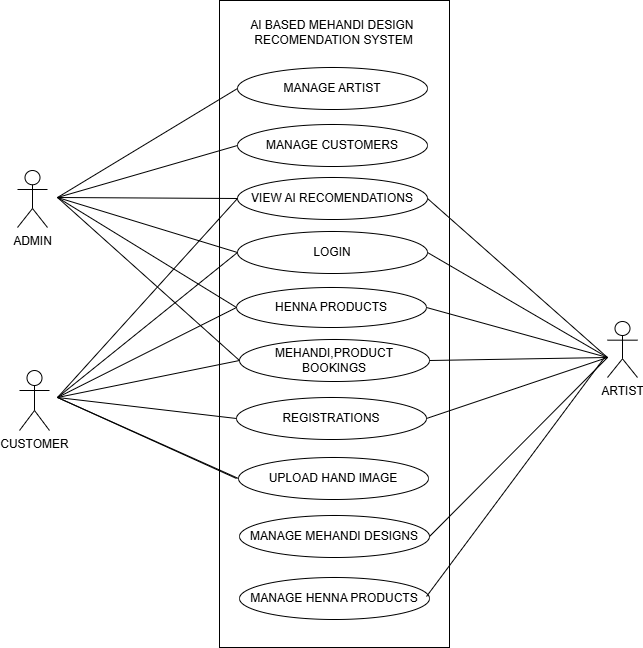 AI BASED MEHANDI DESIGN
RECOMENDATION SYSTEM
MANAGE ARTIST
MANAGE CUSTOMERS
VIEW AI RECOMENDATIONS
ADMIN
LOGIN
HENNA PRODUCTS
MEHANDI,PRODUCT
BOOKINGS
ARTIST
REGISTRATIONS
CUSTOMER
UPLOAD HAND IMAGE
MANAGE MEHANDI DESIGNS
MANAGE HENNA PRODUCTS